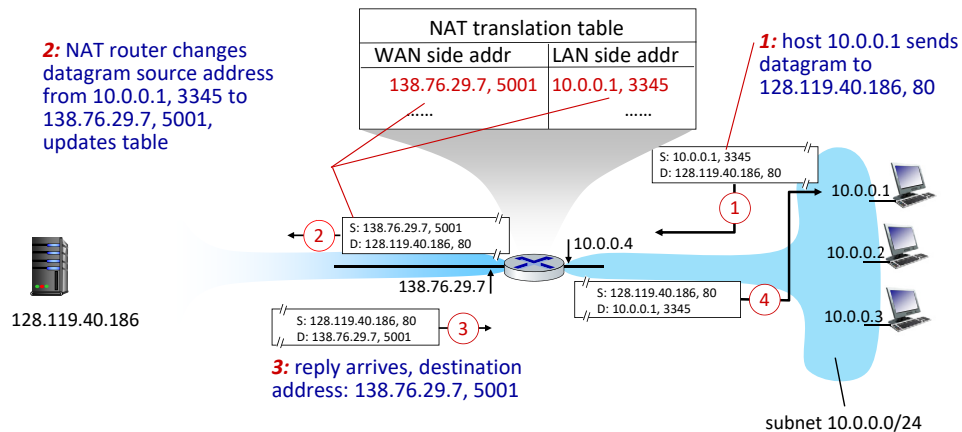 NAT translation table
WAN side addr LAN side addr
138.76.29.7, 5001 10.0.0.1, 3345
…… ……
2: NAT router changes
datagram source address
from 10.0.0.1, 3345 to
138.76.29.7, 5001,
updates table
1: host 10.0.0.1 sends
datagram to
128.119.40.186, 80
S: 10.0.0.1, 3345
D: 128.119.40.186, 80
1
10.0.0.1
S: 138.76.29.7, 5001
D: 128.119.40.186, 80
2
10.0.0.4
10.0.0.2
138.76.29.7
S: 128.119.40.186, 80
D: 10.0.0.1, 3345
4
10.0.0.3
128.119.40.186
S: 128.119.40.186, 80
D: 138.76.29.7, 5001
3
3: reply arrives, destination
address: 138.76.29.7, 5001
subnet 10.0.0.0/24